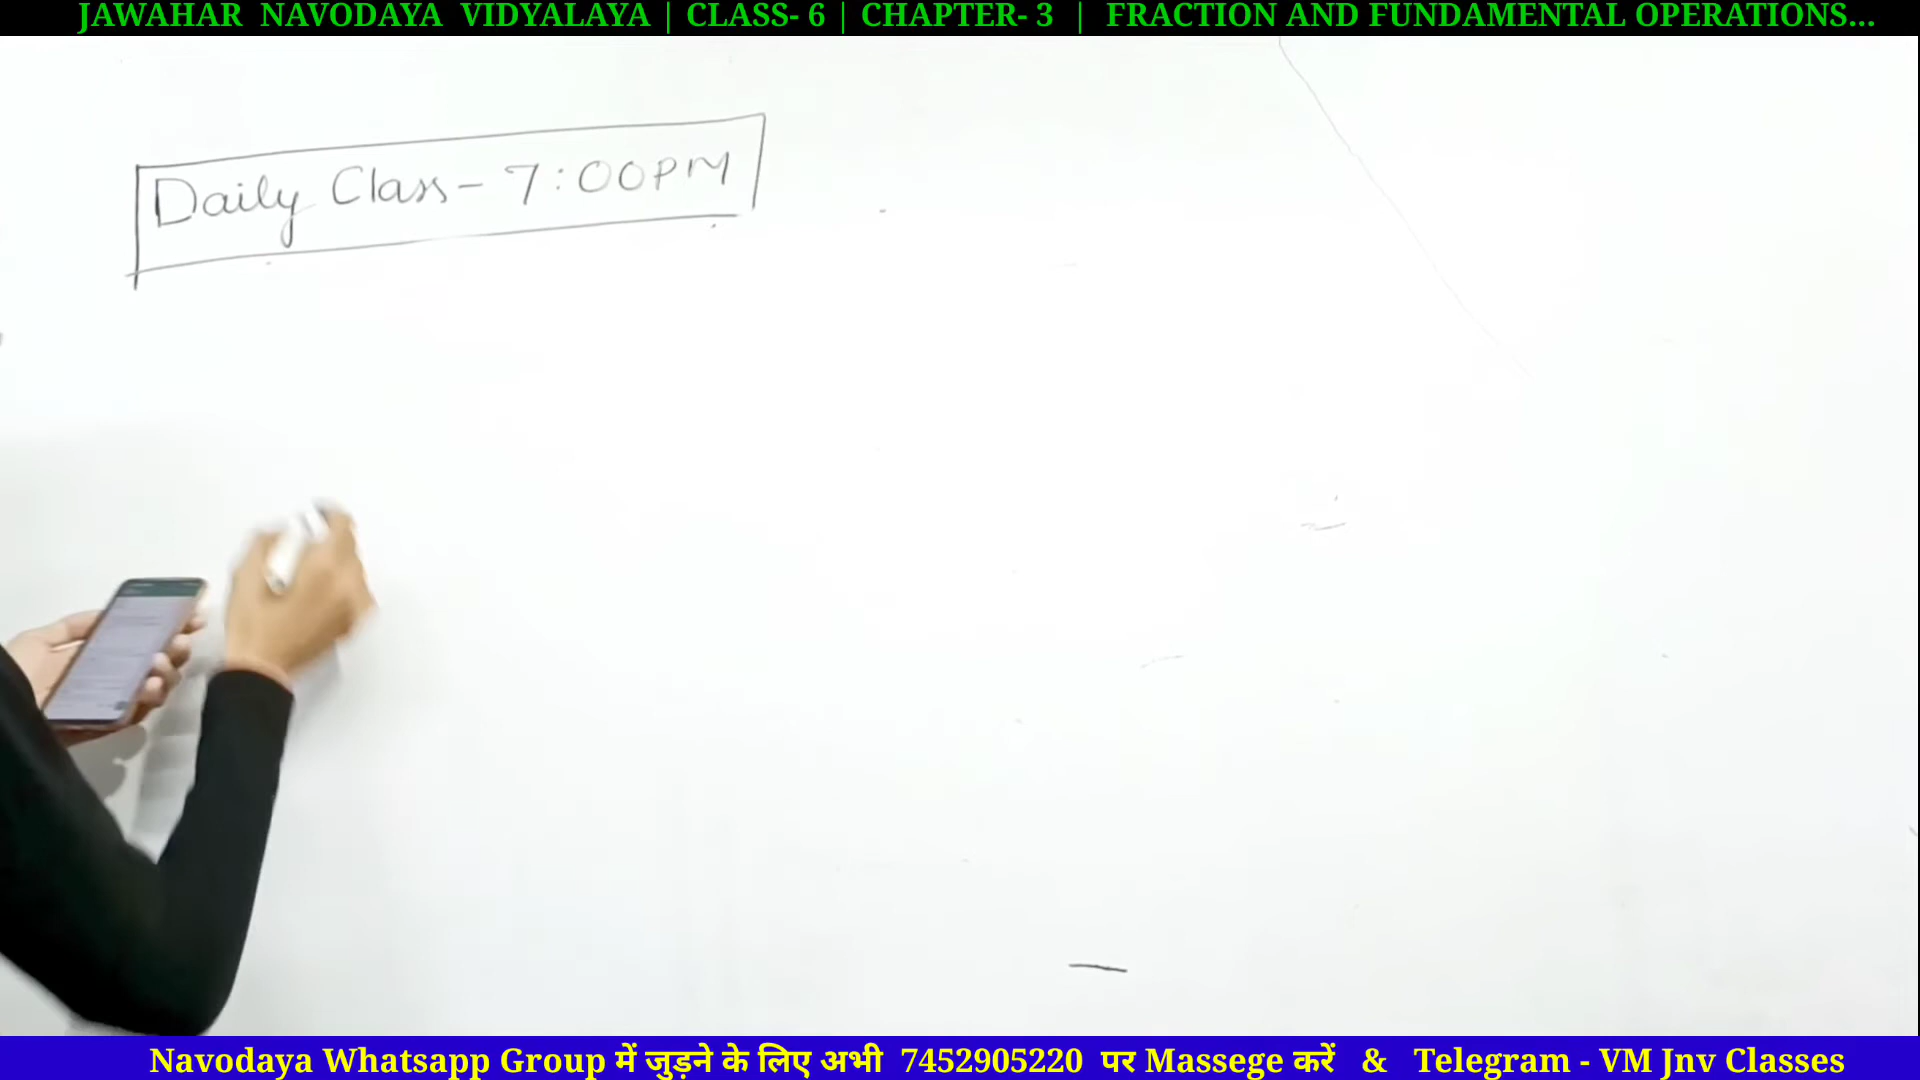 JAWAHAR NAVODAYA VIDYALAYA | CLASS- 6 | CHAPTER- 3 | FRACTION AND FUNDAMENTAL OPERATIONS...
Daily Class- 7:00PM
Navodaya Whatsapp Group में जुड़ने के लिए अभी 7452905220 पर Massege करें & Telegram - VM Jnv Classes